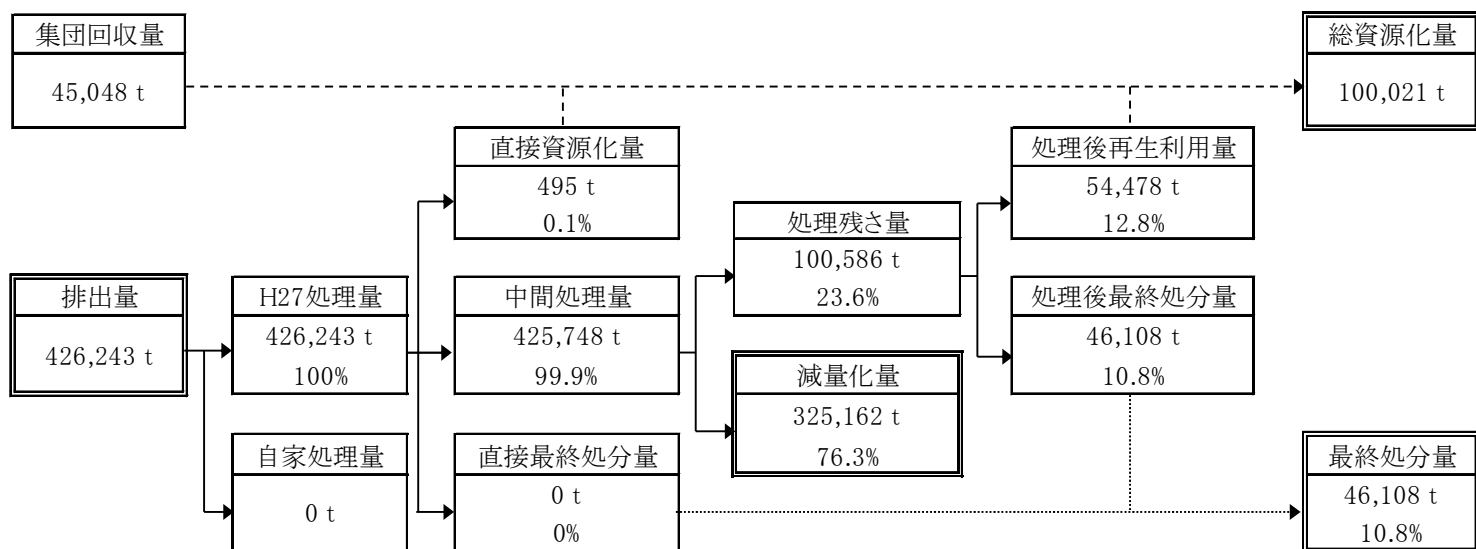 集団回収量
45,048 t
総資源化量
100,021 t
直接資源化量
495 t
0.1%
処理後再生利用量
54,478 t
12.8%
処理残さ量
100,586 t
23.6%
排出量
426,243 t
H27処理量
426,243 t
100%
中間処理量
425,748 t
99.9%
処理後最終処分量
46,108 t
10.8%
減量化量
325,162 t
76.3%
自家処理量
0 t
直接最終処分量
0 t
0%
最終処分量
46,108 t
10.8%